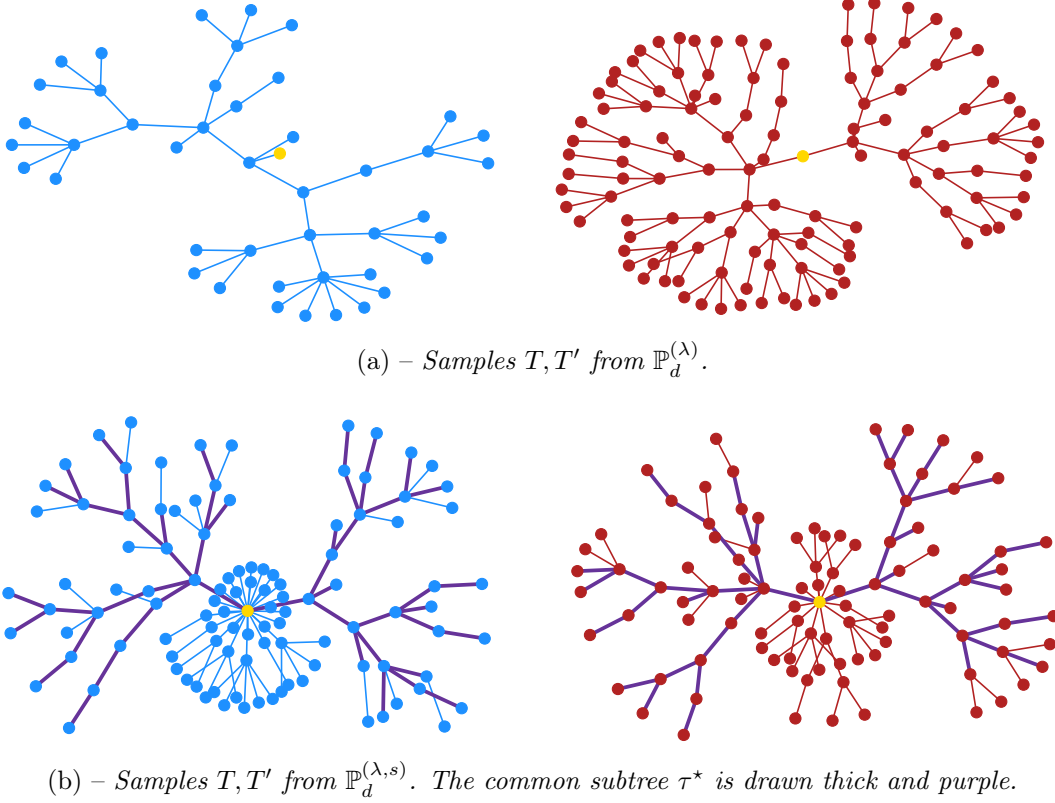 (a) – Samples T, T′ from ℙ_d^{(λ)}.
(b) – Samples T, T′ from ℙ_d^{(λ,s)}. The common subtree τ⋆ is drawn thick and purple.